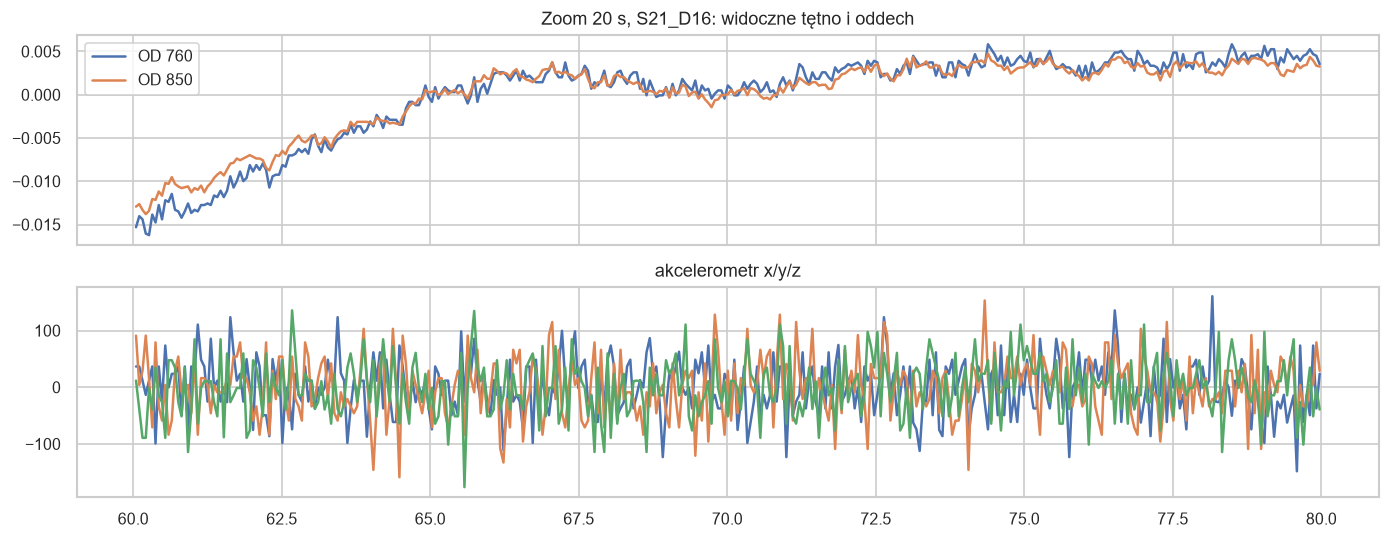 Zoom 20 s, S21_D16: widoczne tętno i oddech
OD 760
OD 850
0.005
0.000
−0.005
−0.010
−0.015
akcelerometr x/y/z
100
0
−100
60.0 62.5 65.0 67.5 70.0 72.5 75.0 77.5 80.0